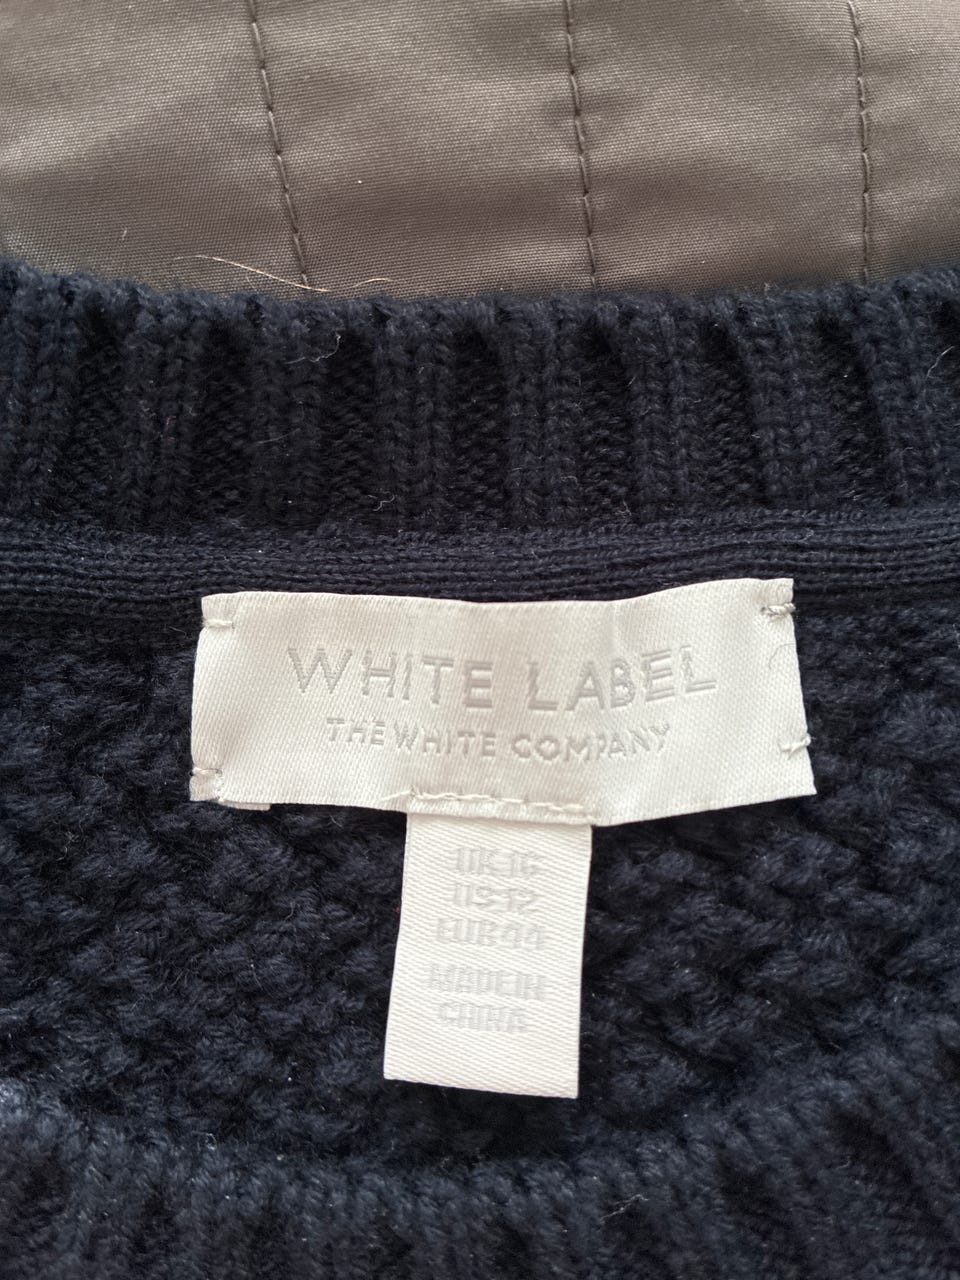 WHITE LABEL
THE WHITE COMPANY
UK 16
US 12
EUR 44
MADE IN
CHINA